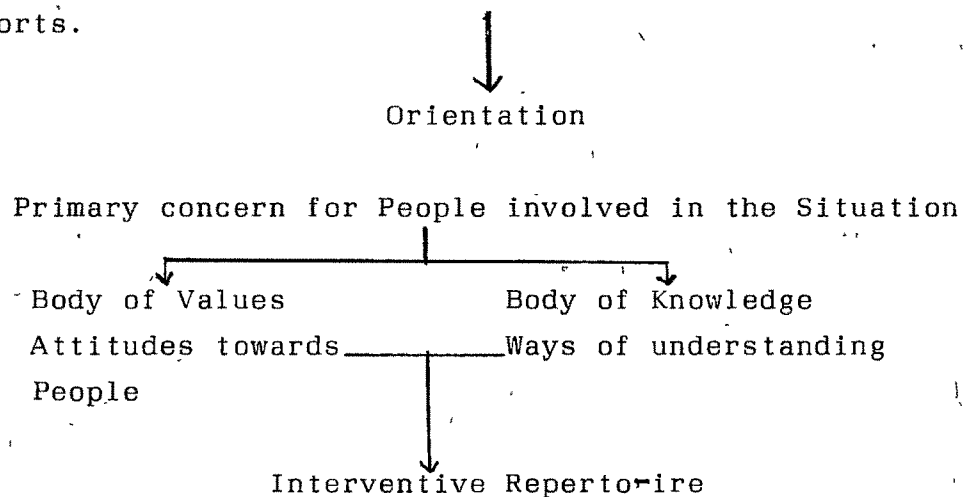 orts.
Orientation
Primary concern for People involved in the Situation
Body of Values Body of Knowledge
Attitudes towards Ways of understanding
People
Interventive Repertoire